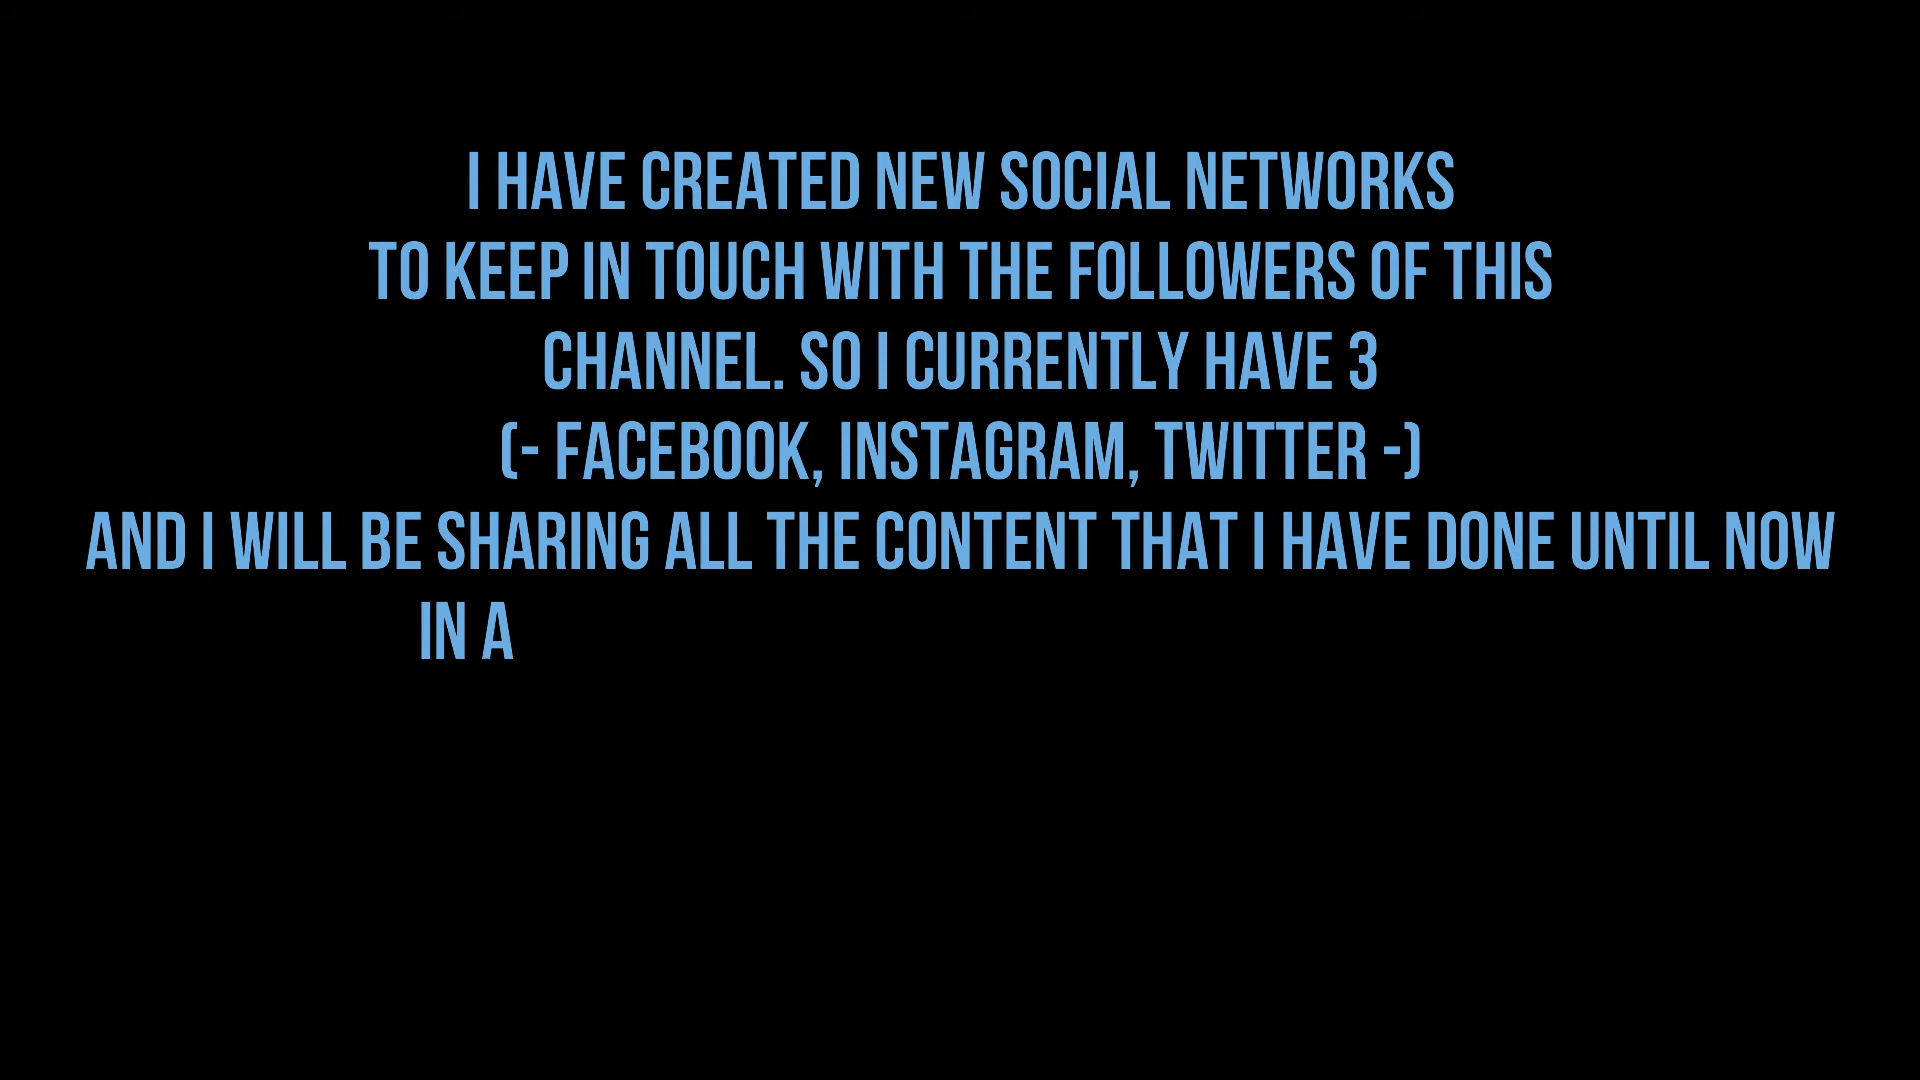 I HAVE CREATED NEW SOCIAL NETWORKS
TO KEEP IN TOUCH WITH THE FOLLOWERS OF THIS
CHANNEL. SO I CURRENTLY HAVE 3
(- FACEBOOK, INSTAGRAM, TWITTER -)
AND I WILL BE SHARING ALL THE CONTENT THAT I HAVE DONE UNTIL NOW
IN A